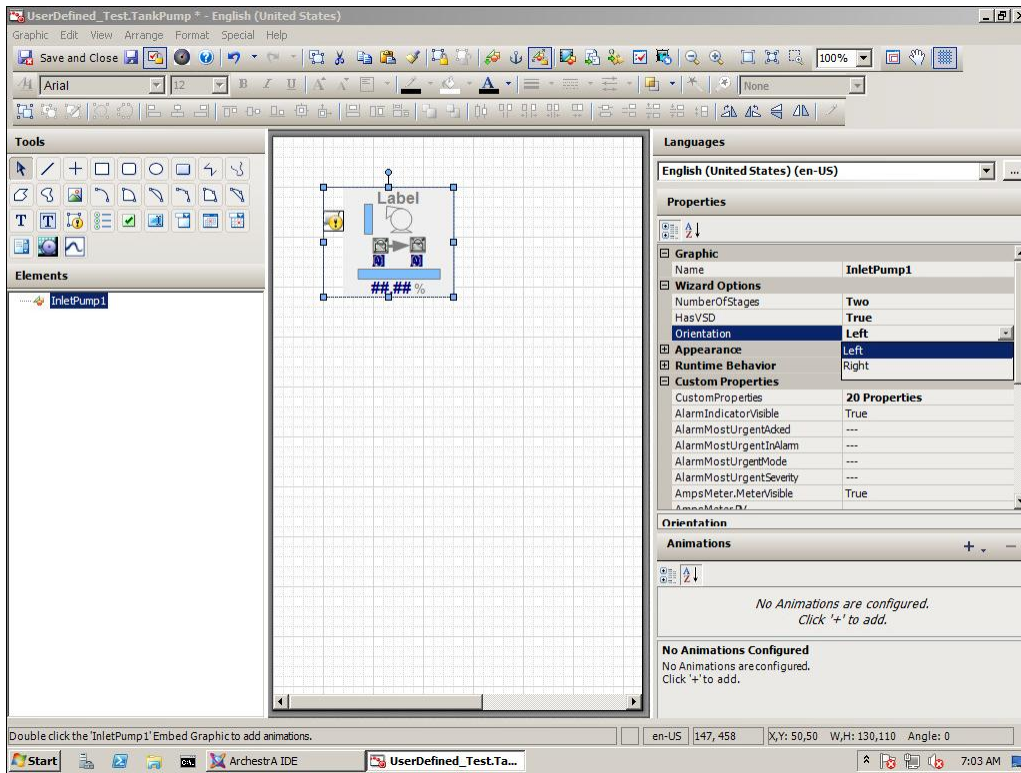 UserDefined_Test.TankPump * - English (United States)
Graphic Edit View Arrange Format Special Help
Save and Close
100%
Arial
12
B I U A A
A
None
Tools
T T
Elements
InletPump1
Label
[0] [0]
##.## %
Languages
English (United States) (en-US)
...
Properties
Graphic
Name InletPump1
Wizard Options
NumberOfStages Two
HasVSD True
Orientation Left
Left
Right
Appearance
Runtime Behavior
Custom Properties
CustomProperties 20 Properties
AlarmIndicatorVisible True
AlarmMostUrgentAcked ---
AlarmMostUrgentInAlarm ---
AlarmMostUrgentMode ---
AlarmMostUrgentSeverity ---
AmpsMeter.MeterVisible True
AmpsMeter.PV
Orientation
Animations
No Animations are configured.
Click '+' to add.
No Animations Configured
No Animations are configured.
Click '+' to add.
Double click the 'InletPump1' Embed Graphic to add animations.
en-US 147, 458 X,Y: 50,50 W,H: 130,110 Angle: 0
Start
ArchestrA IDE
UserDefined_Test.Ta...
7:03 AM